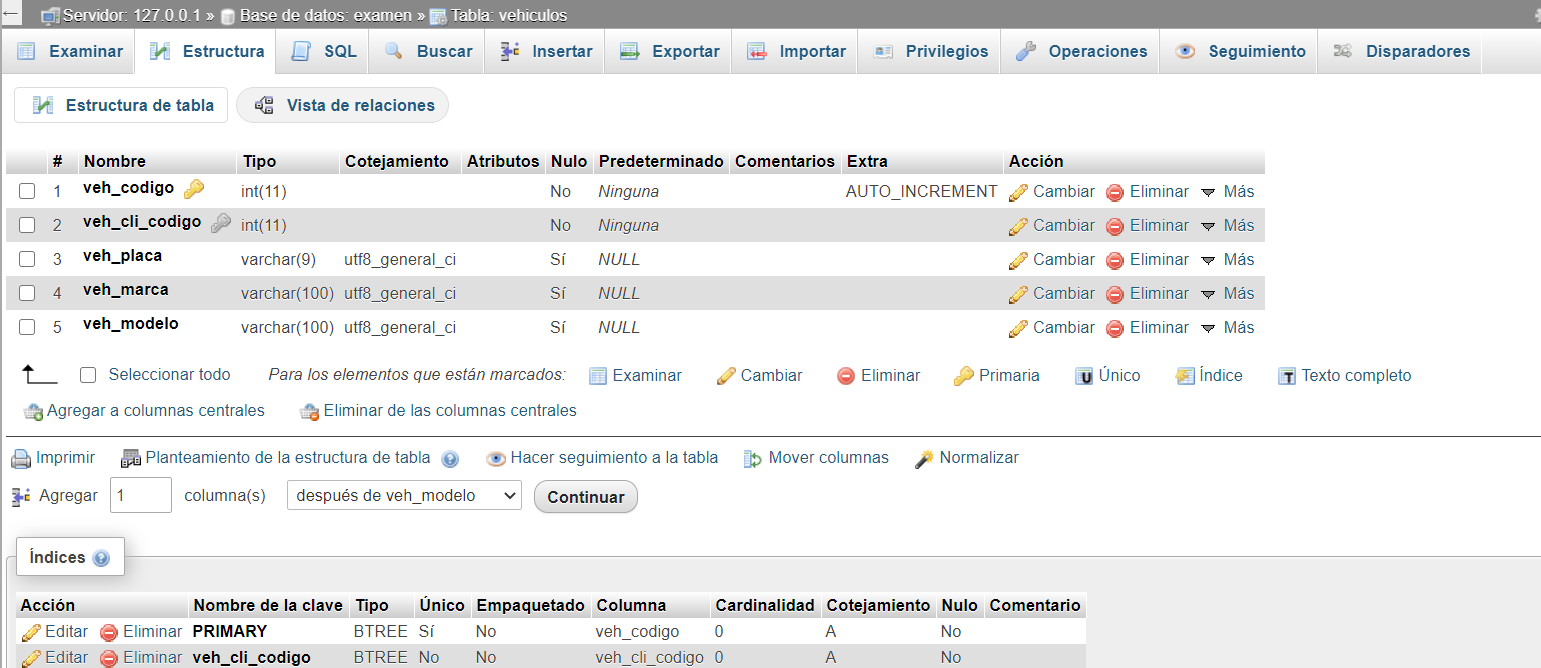 Servidor: 127.0.0.1 » Base de datos: examen » Tabla: vehiculos
Examinar Estructura SQL Buscar Insertar Exportar Importar Privilegios Operaciones Seguimiento Disparadores
Estructura de tabla Vista de relaciones
# Nombre Tipo Cotejamiento Atributos Nulo Predeterminado Comentarios Extra Acción
1 veh_codigo int(11) No Ninguna AUTO_INCREMENT Cambiar Eliminar Más
2 veh_cli_codigo int(11) No Ninguna Cambiar Eliminar Más
3 veh_placa varchar(9) utf8_general_ci Sí NULL Cambiar Eliminar Más
4 veh_marca varchar(100) utf8_general_ci Sí NULL Cambiar Eliminar Más
5 veh_modelo varchar(100) utf8_general_ci Sí NULL Cambiar Eliminar Más
Seleccionar todo Para los elementos que están marcados: Examinar Cambiar Eliminar Primaria Único Índice Texto completo
Agregar a columnas centrales Eliminar de las columnas centrales
Imprimir Planteamiento de la estructura de tabla Hacer seguimiento a la tabla Mover columnas Normalizar
Agregar 1 columna(s) después de veh_modelo Continuar
Índices
Acción Nombre de la clave Tipo Único Empaquetado Columna Cardinalidad Cotejamiento Nulo Comentario
Editar Eliminar PRIMARY BTREE Sí No veh_codigo 0 A No
Editar Eliminar veh_cli_codigo BTREE No No veh_cli_codigo 0 A No